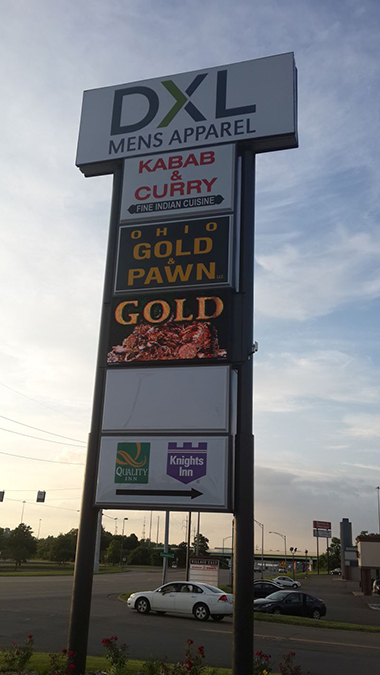 DXL
MENS APPAREL
KABAB
&
CURRY
FINE INDIAN CUISINE
OHIO
GOLD
&
PAWN
GOLD
QUALITY
INN
Knights
Inn